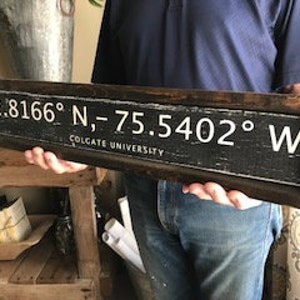 .8166° N,-75.5402° W
COLGATE UNIVERSITY